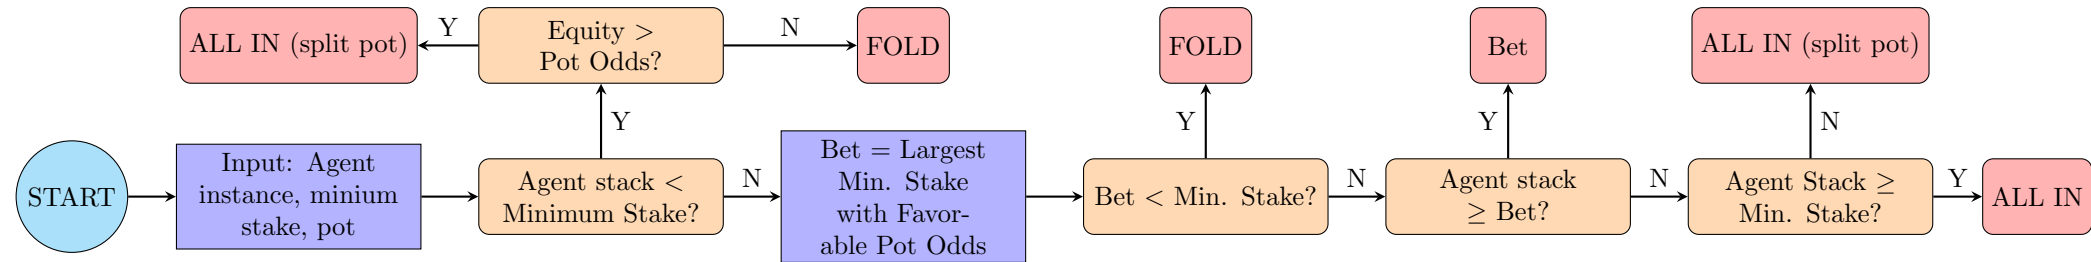 ALL IN (split pot)
Y
Equity >
Pot Odds?
N
FOLD
FOLD
Bet
ALL IN (split pot)
Y
Y
Y
N
START
Input: Agent
instance, minium
stake, pot
Agent stack <
Minimum Stake?
N
Bet = Largest
Min. Stake
with Favor-
able Pot Odds
Bet < Min. Stake?
N
Agent stack
≥ Bet?
N
Agent Stack ≥
Min. Stake?
Y
ALL IN